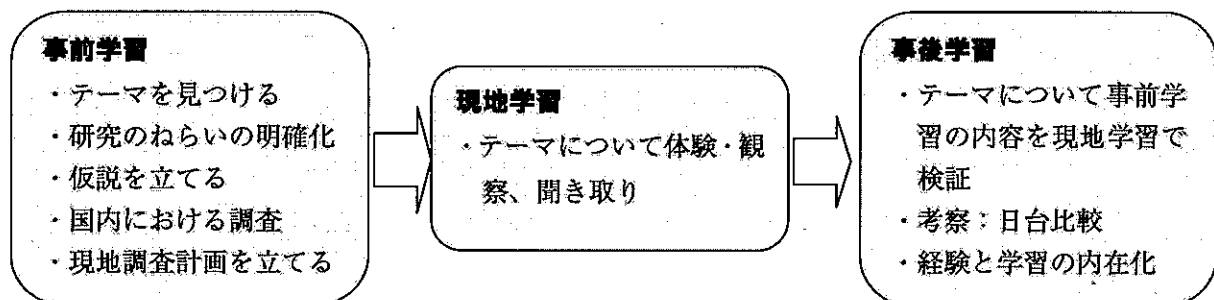 事前学習
・テーマを見つける
・研究のねらいの明確化
・仮説を立てる
・国内における調査
・現地調査計画を立てる
現地学習
・テーマについて体験・観
察、聞き取り
事後学習
・テーマについて事前学
習の内容を現地学習で
検証
・考察：日台比較
・経験と学習の内在化